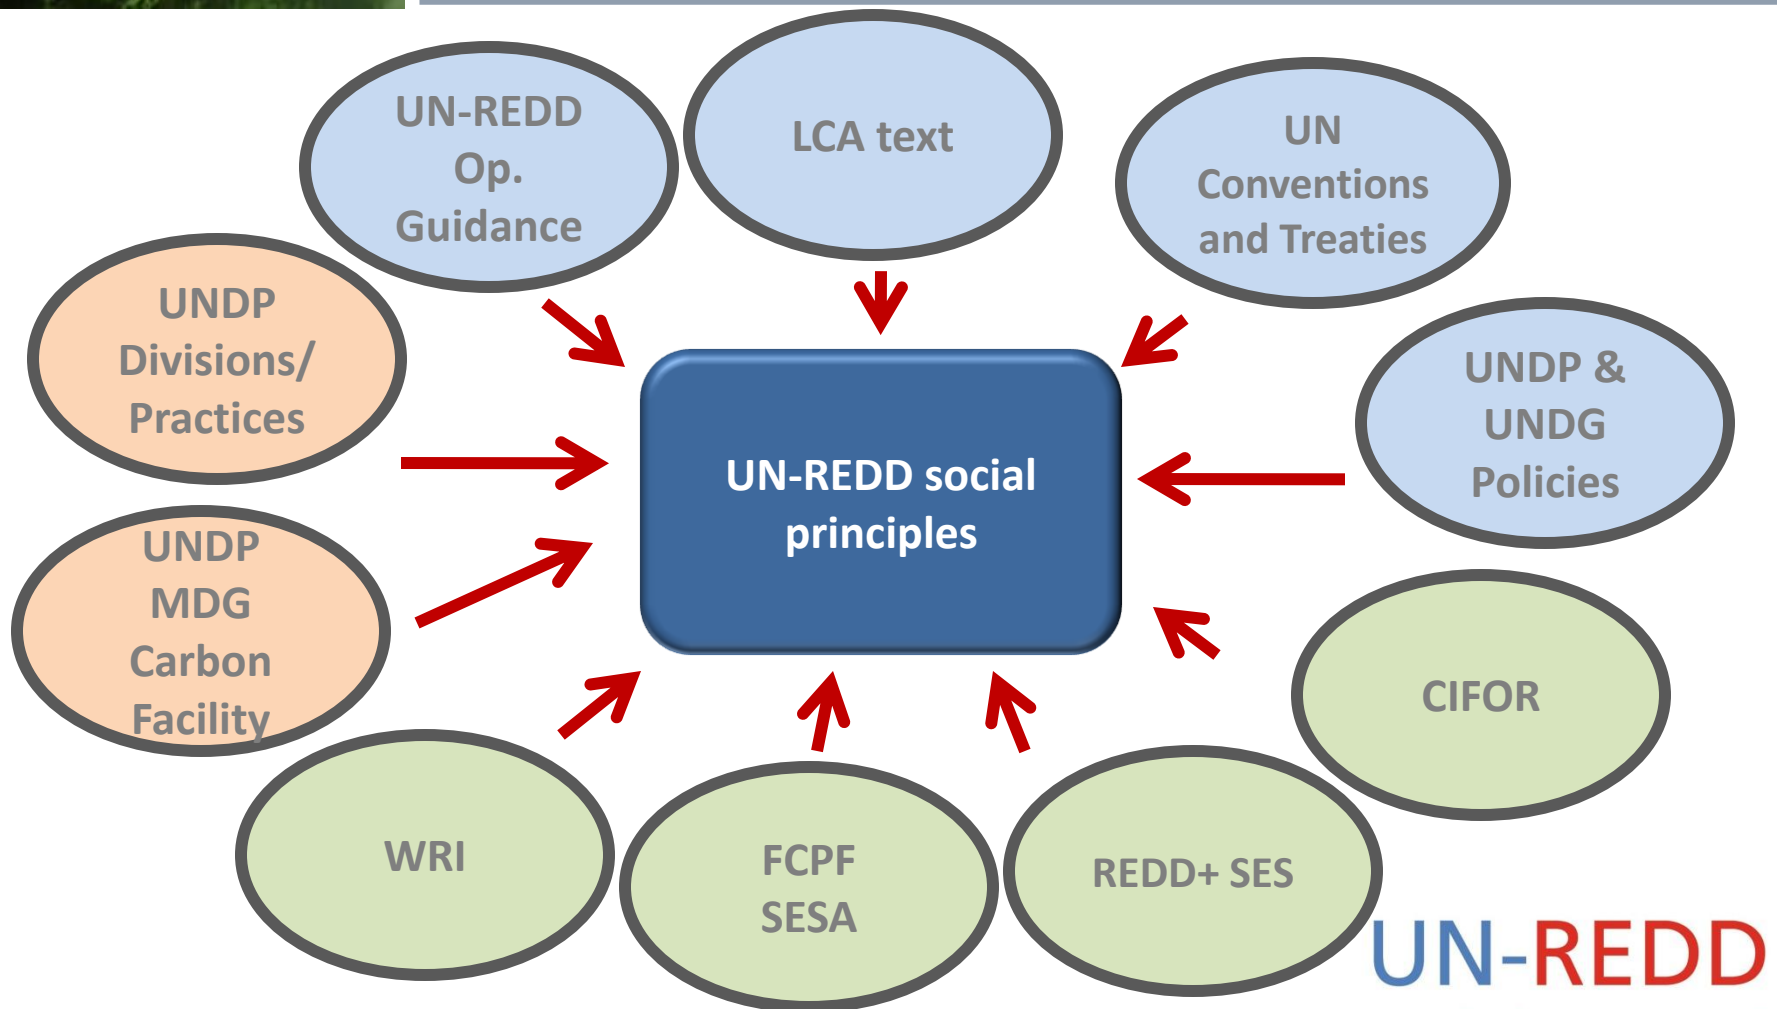 UN-REDD
Op.
Guidance
LCA text
UN
Conventions
and Treaties
UNDP
Divisions/
Practices
UNDP &
UNDG
Policies
UN-REDD social
principles
UNDP
MDG
Carbon
Facility
CIFOR
WRI
FCPF
SESA
REDD+ SES
UN-REDD